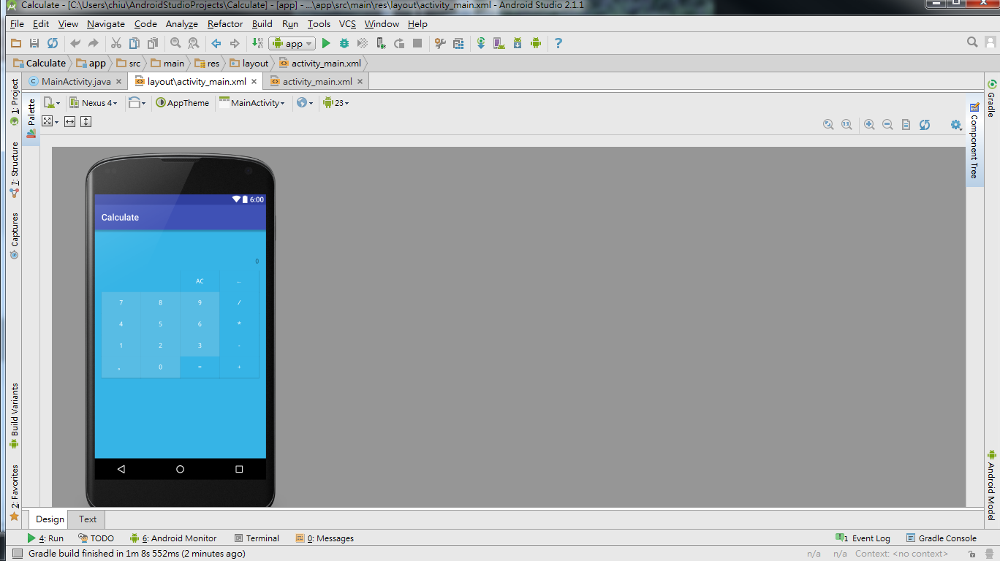 Calculate - [C:\Users\chiu\AndroidStudioProjects\Calculate] - [app] - ...\app\src\main\res\layout\activity_main.xml - Android Studio 2.1.1
File Edit View Navigate Code Analyze Refactor Build Run Tools VCS Window Help
app
Calculate app src main res layout activity_main.xml
MainActivity.java layout\activity_main.xml activity_main.xml
Nexus 4 AppTheme MainActivity 23
1: Project
7: Structure
Captures
Build Variants
2: Favorites
Palette
6:00
Calculate
0
AC ←
7 8 9 /
4 5 6 *
1 2 3 -
. 0 = +
Component Tree
Gradle
Android Model
Design Text
4: Run TODO 6: Android Monitor Terminal 0: Messages 1 Event Log Gradle Console
Gradle build finished in 1m 8s 552ms (2 minutes ago) n/a n/a Context: <no context>